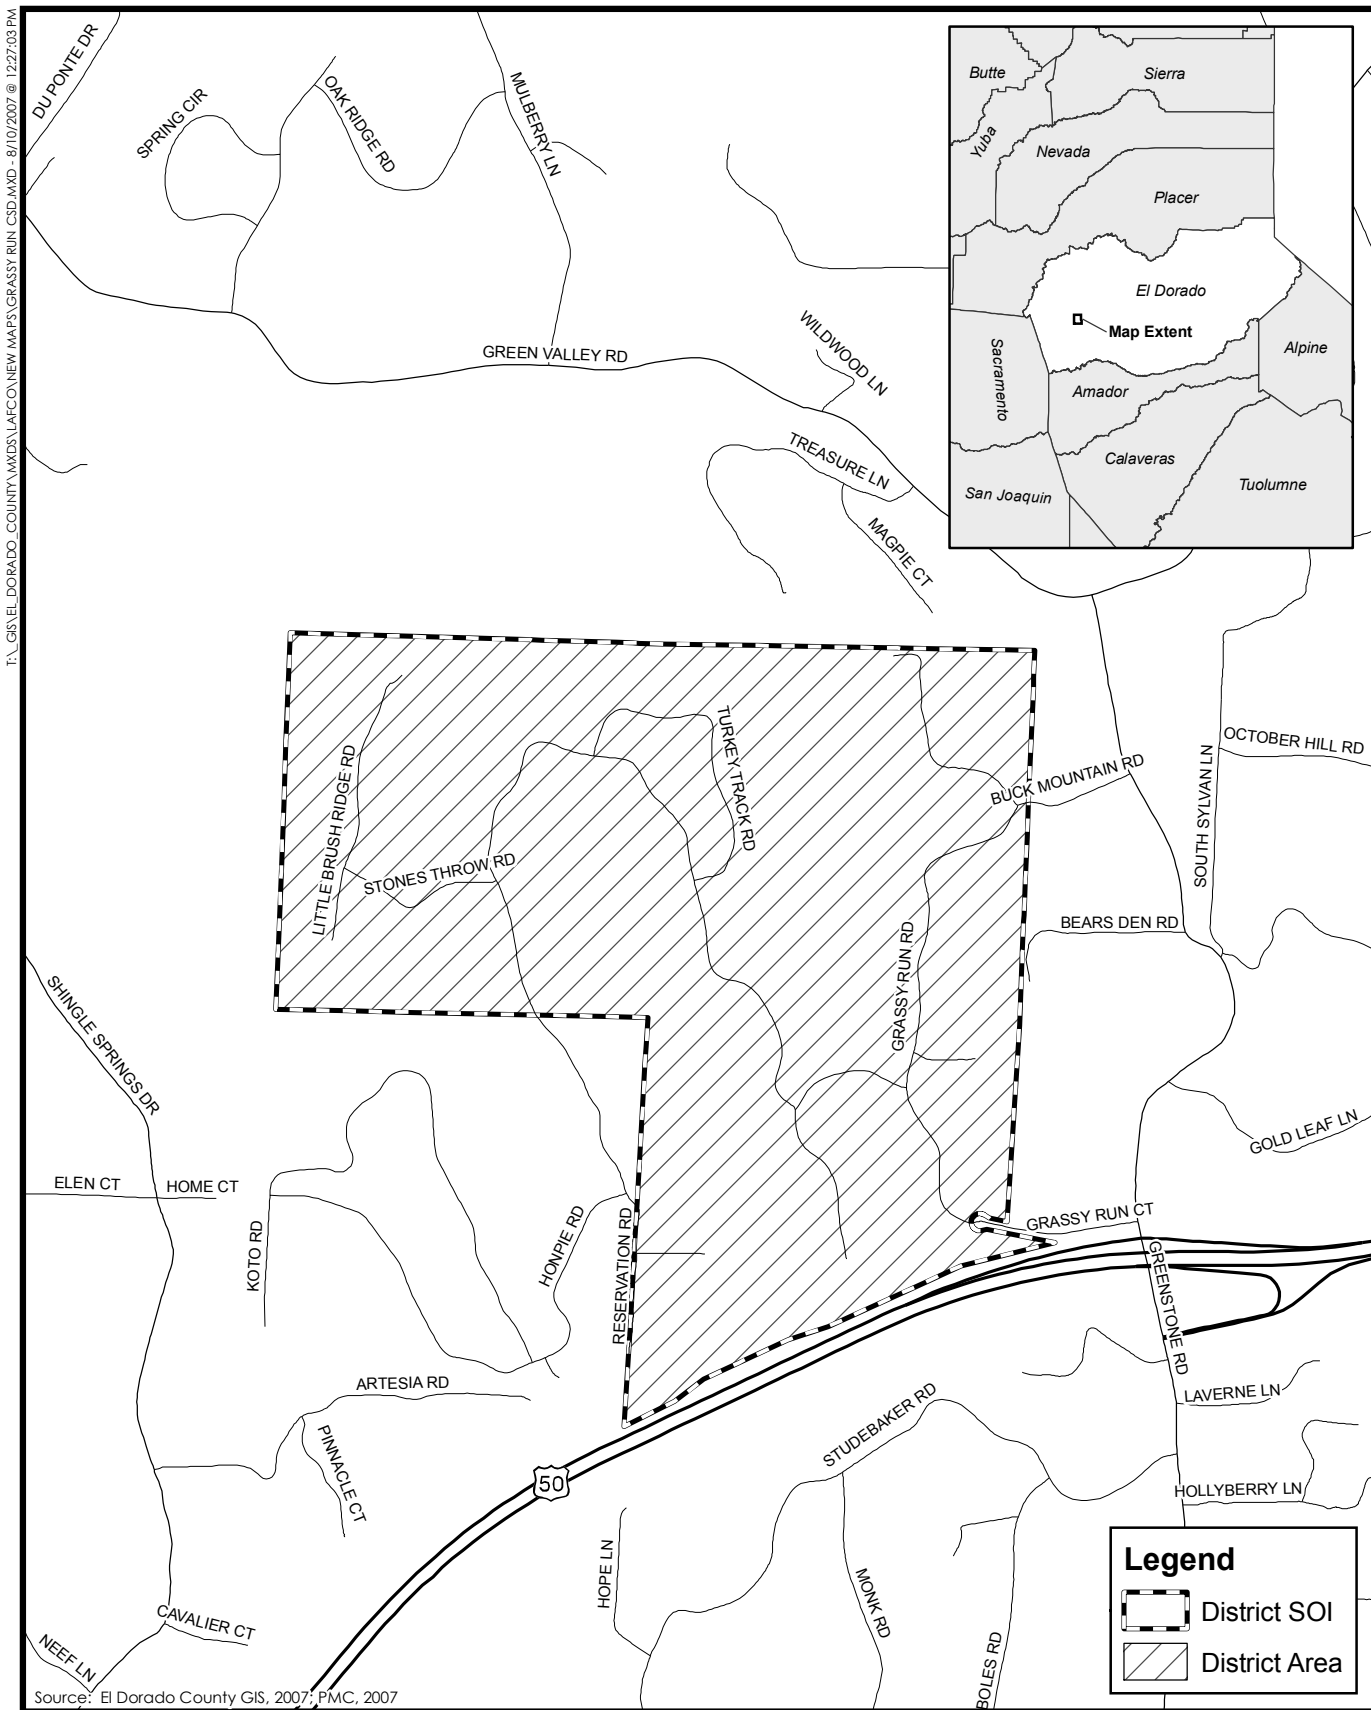 T:\_GIS\EL_DORADO_COUNTY\MXDS\LAFCO\NEW MAPS\GRASSY RUN CSD.MXD - 8/10/2007 @ 12:27:03 PM
DU PONTE DR
SPRING CIR
OAK RIDGE RD
MULBERRY LN
GREEN VALLEY RD
WILDWOOD LN
TREASURE LN
MAGPIE CT
Butte
Sierra
Yuba
Nevada
Placer
El Dorado
Map Extent
Sacramento
Alpine
Amador
Calaveras
San Joaquin
Tuolumne
LITTLE BRUSH RIDGE RD
STONES THROW RD
TURKEY TRACK RD
BUCK MOUNTAIN RD
OCTOBER HILL RD
SOUTH SYLVAN LN
BEARS DEN RD
GRASSY RUN RD
SHINGLE SPRINGS DR
GOLD LEAF LN
ELEN CT
HOME CT
KOTO RD
HONPIE RD
RESERVATION RD
GRASSY RUN CT
GREENSTONE RD
ARTESIA RD
PINNACLE CT
LAVERNE LN
STUDEBAKER RD
HOLLYBERRY LN
50
HOPE LN
MONK RD
BOLES RD
CAVALIER CT
NEEF LN
Legend
District SOI
District Area
Source: El Dorado County GIS, 2007; PMC, 2007